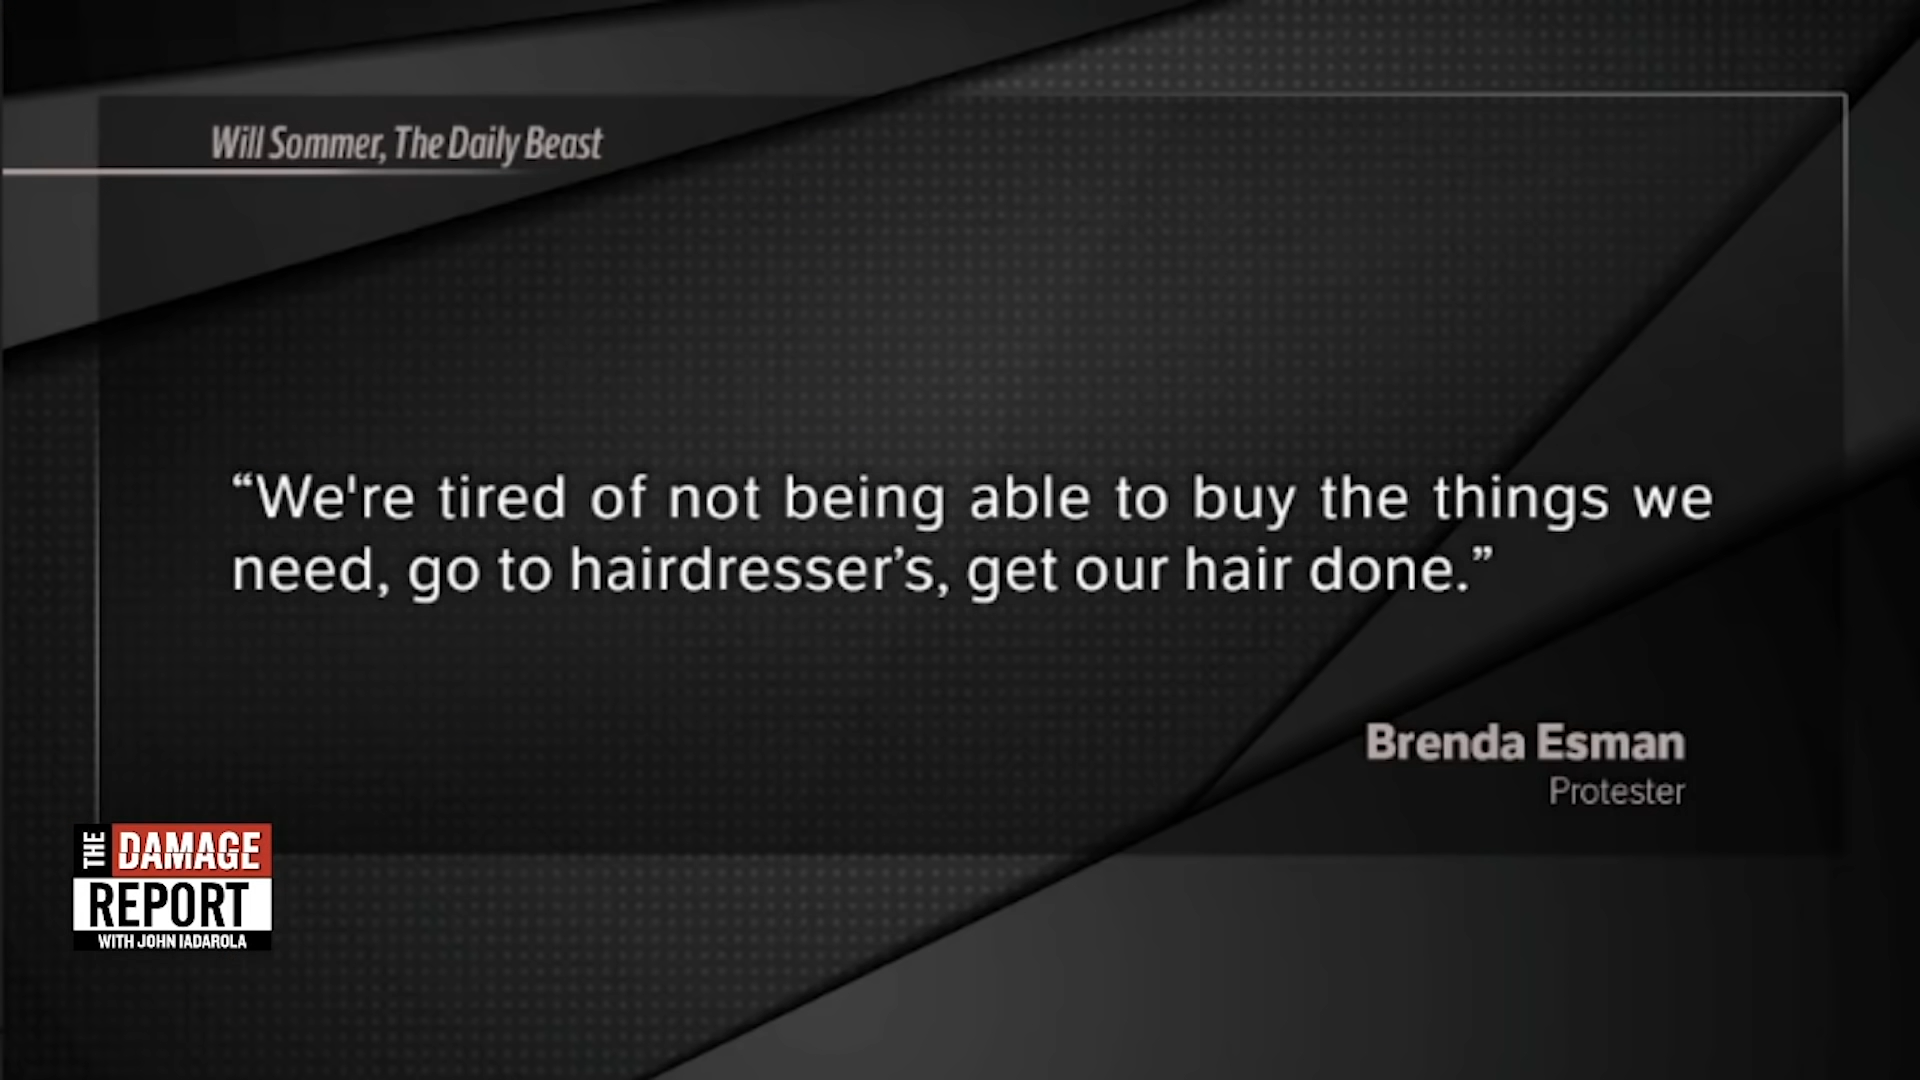 Will Sommer, The Daily Beast
“We're tired of not being able to buy the things we
need, go to hairdresser’s, get our hair done.”
Brenda Esman
Protester
THE DAMAGE
REPORT
WITH JOHN IADAROLA